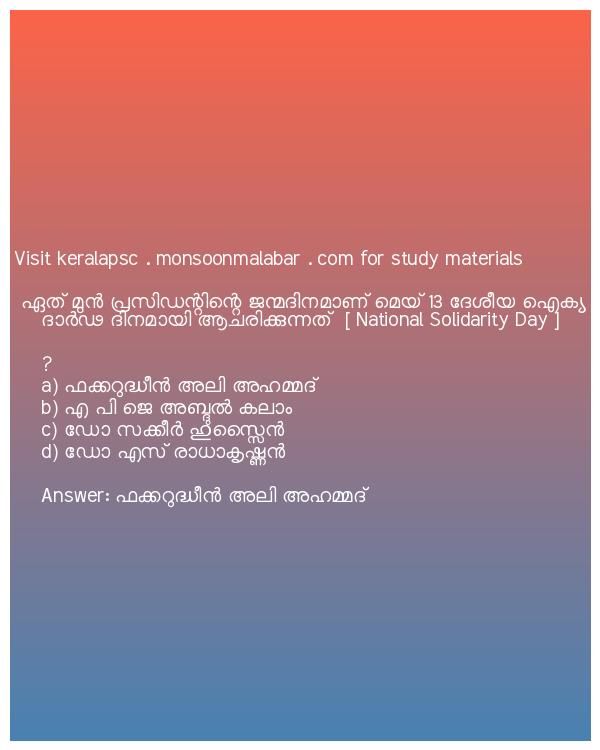 Visit keralapsc . monsoonmalabar . com for study materials
ഏത് മുൻ പ്രസിഡന്റിന്റെ ജന്മദിനമാണ് മെയ് 13 ദേശീയ ഐക്യ
ദാർഢ ദിനമായി ആചരിക്കുന്നത് [ National Solidarity Day ]
?
a) ഫക്കറുദ്ധീൻ അലി അഹമ്മദ്
b) എ പി ജെ അബ്ദുൽ കലാം
c) ഡോ സക്കീർ ഹുസ്സൈൻ
d) ഡോ എസ് രാധാകൃഷ്ണൻ
Answer: ഫക്കറുദ്ധീൻ അലി അഹമ്മദ്